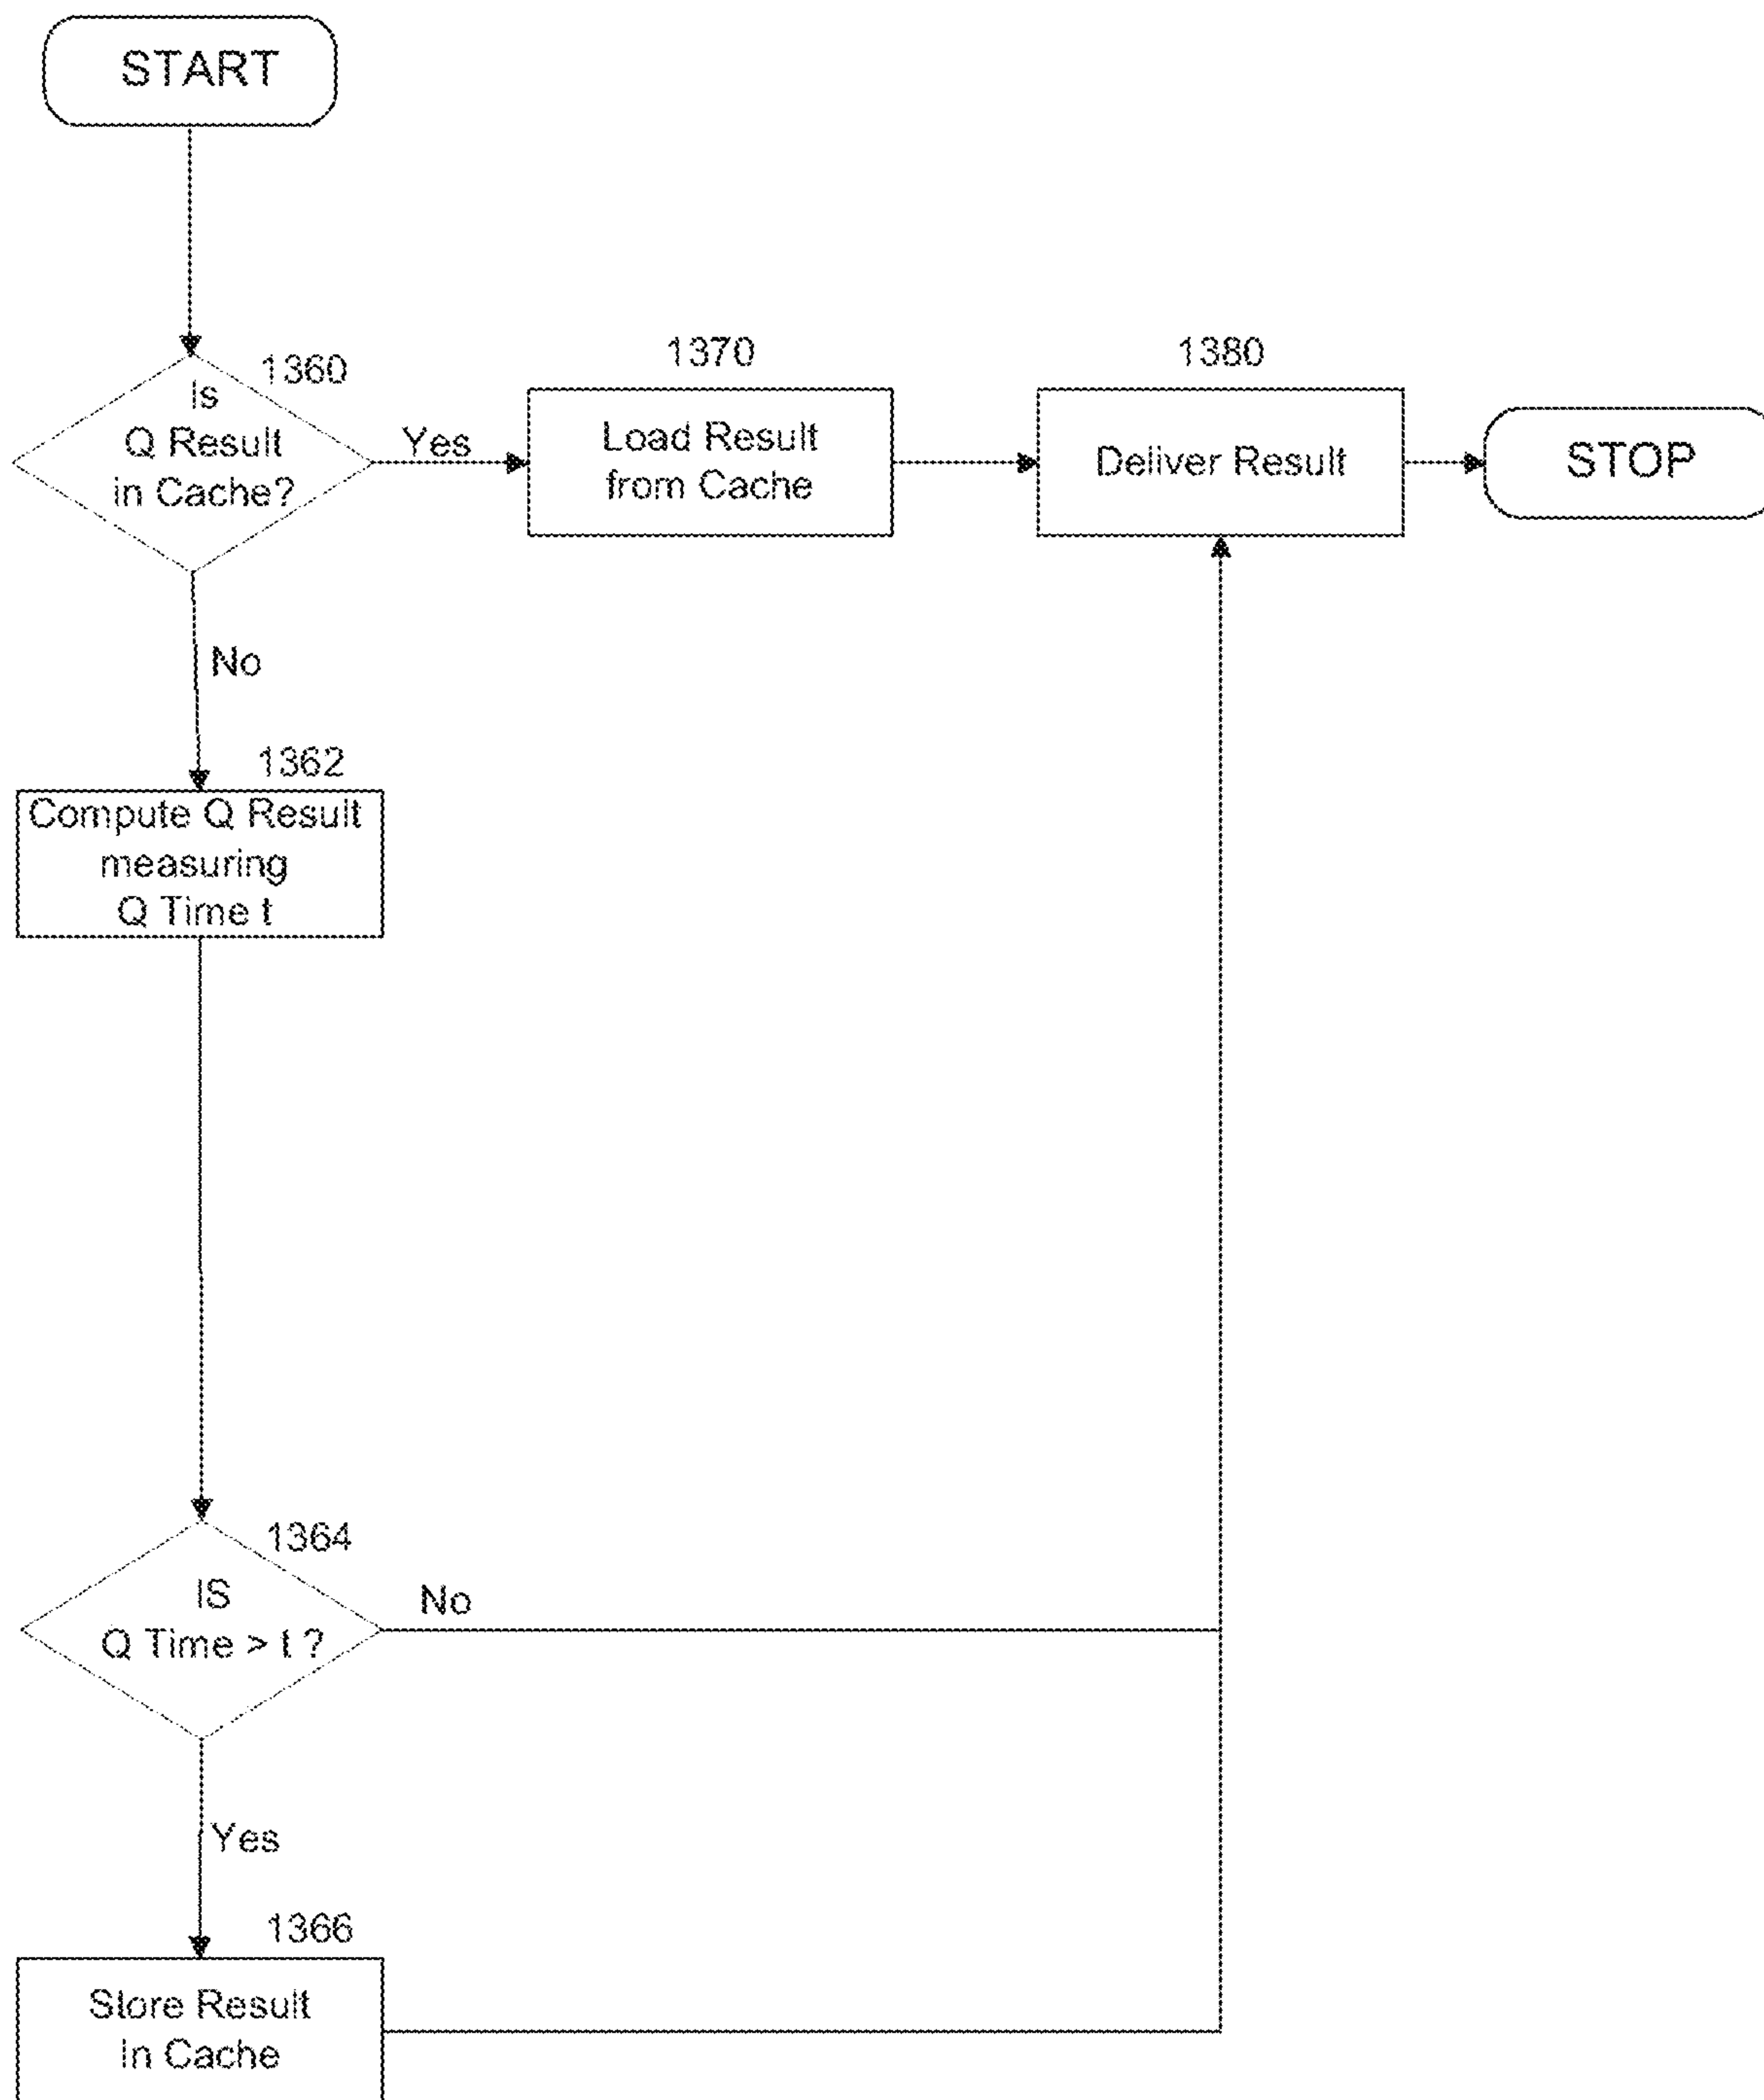 START
1360
Is
Q Result
in Cache?
Yes
1370
Load Result
from Cache
1380
Deliver Result
STOP
No
1362
Compute Q Result
measuring
Q Time t
1364
IS
Q Time > t ?
No
Yes
1366
Store Result
In Cache